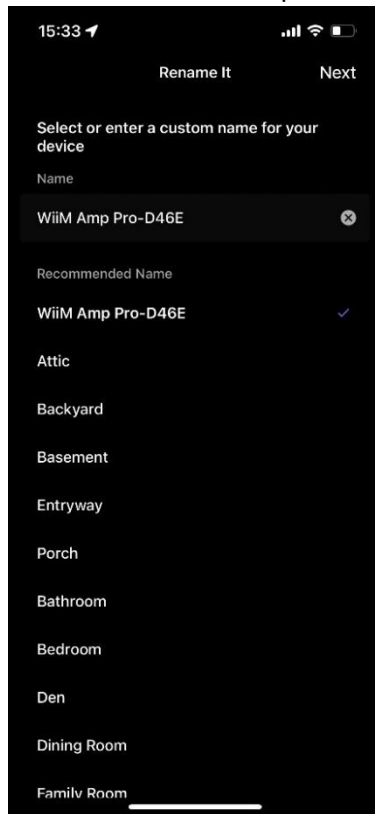 15:33
Rename It
Next
Select or enter a custom name for your
device
Name
WiiM Amp Pro-D46E
Recommended Name
WiiM Amp Pro-D46E
Attic
Backyard
Basement
Entryway
Porch
Bathroom
Bedroom
Den
Dining Room
Family Room